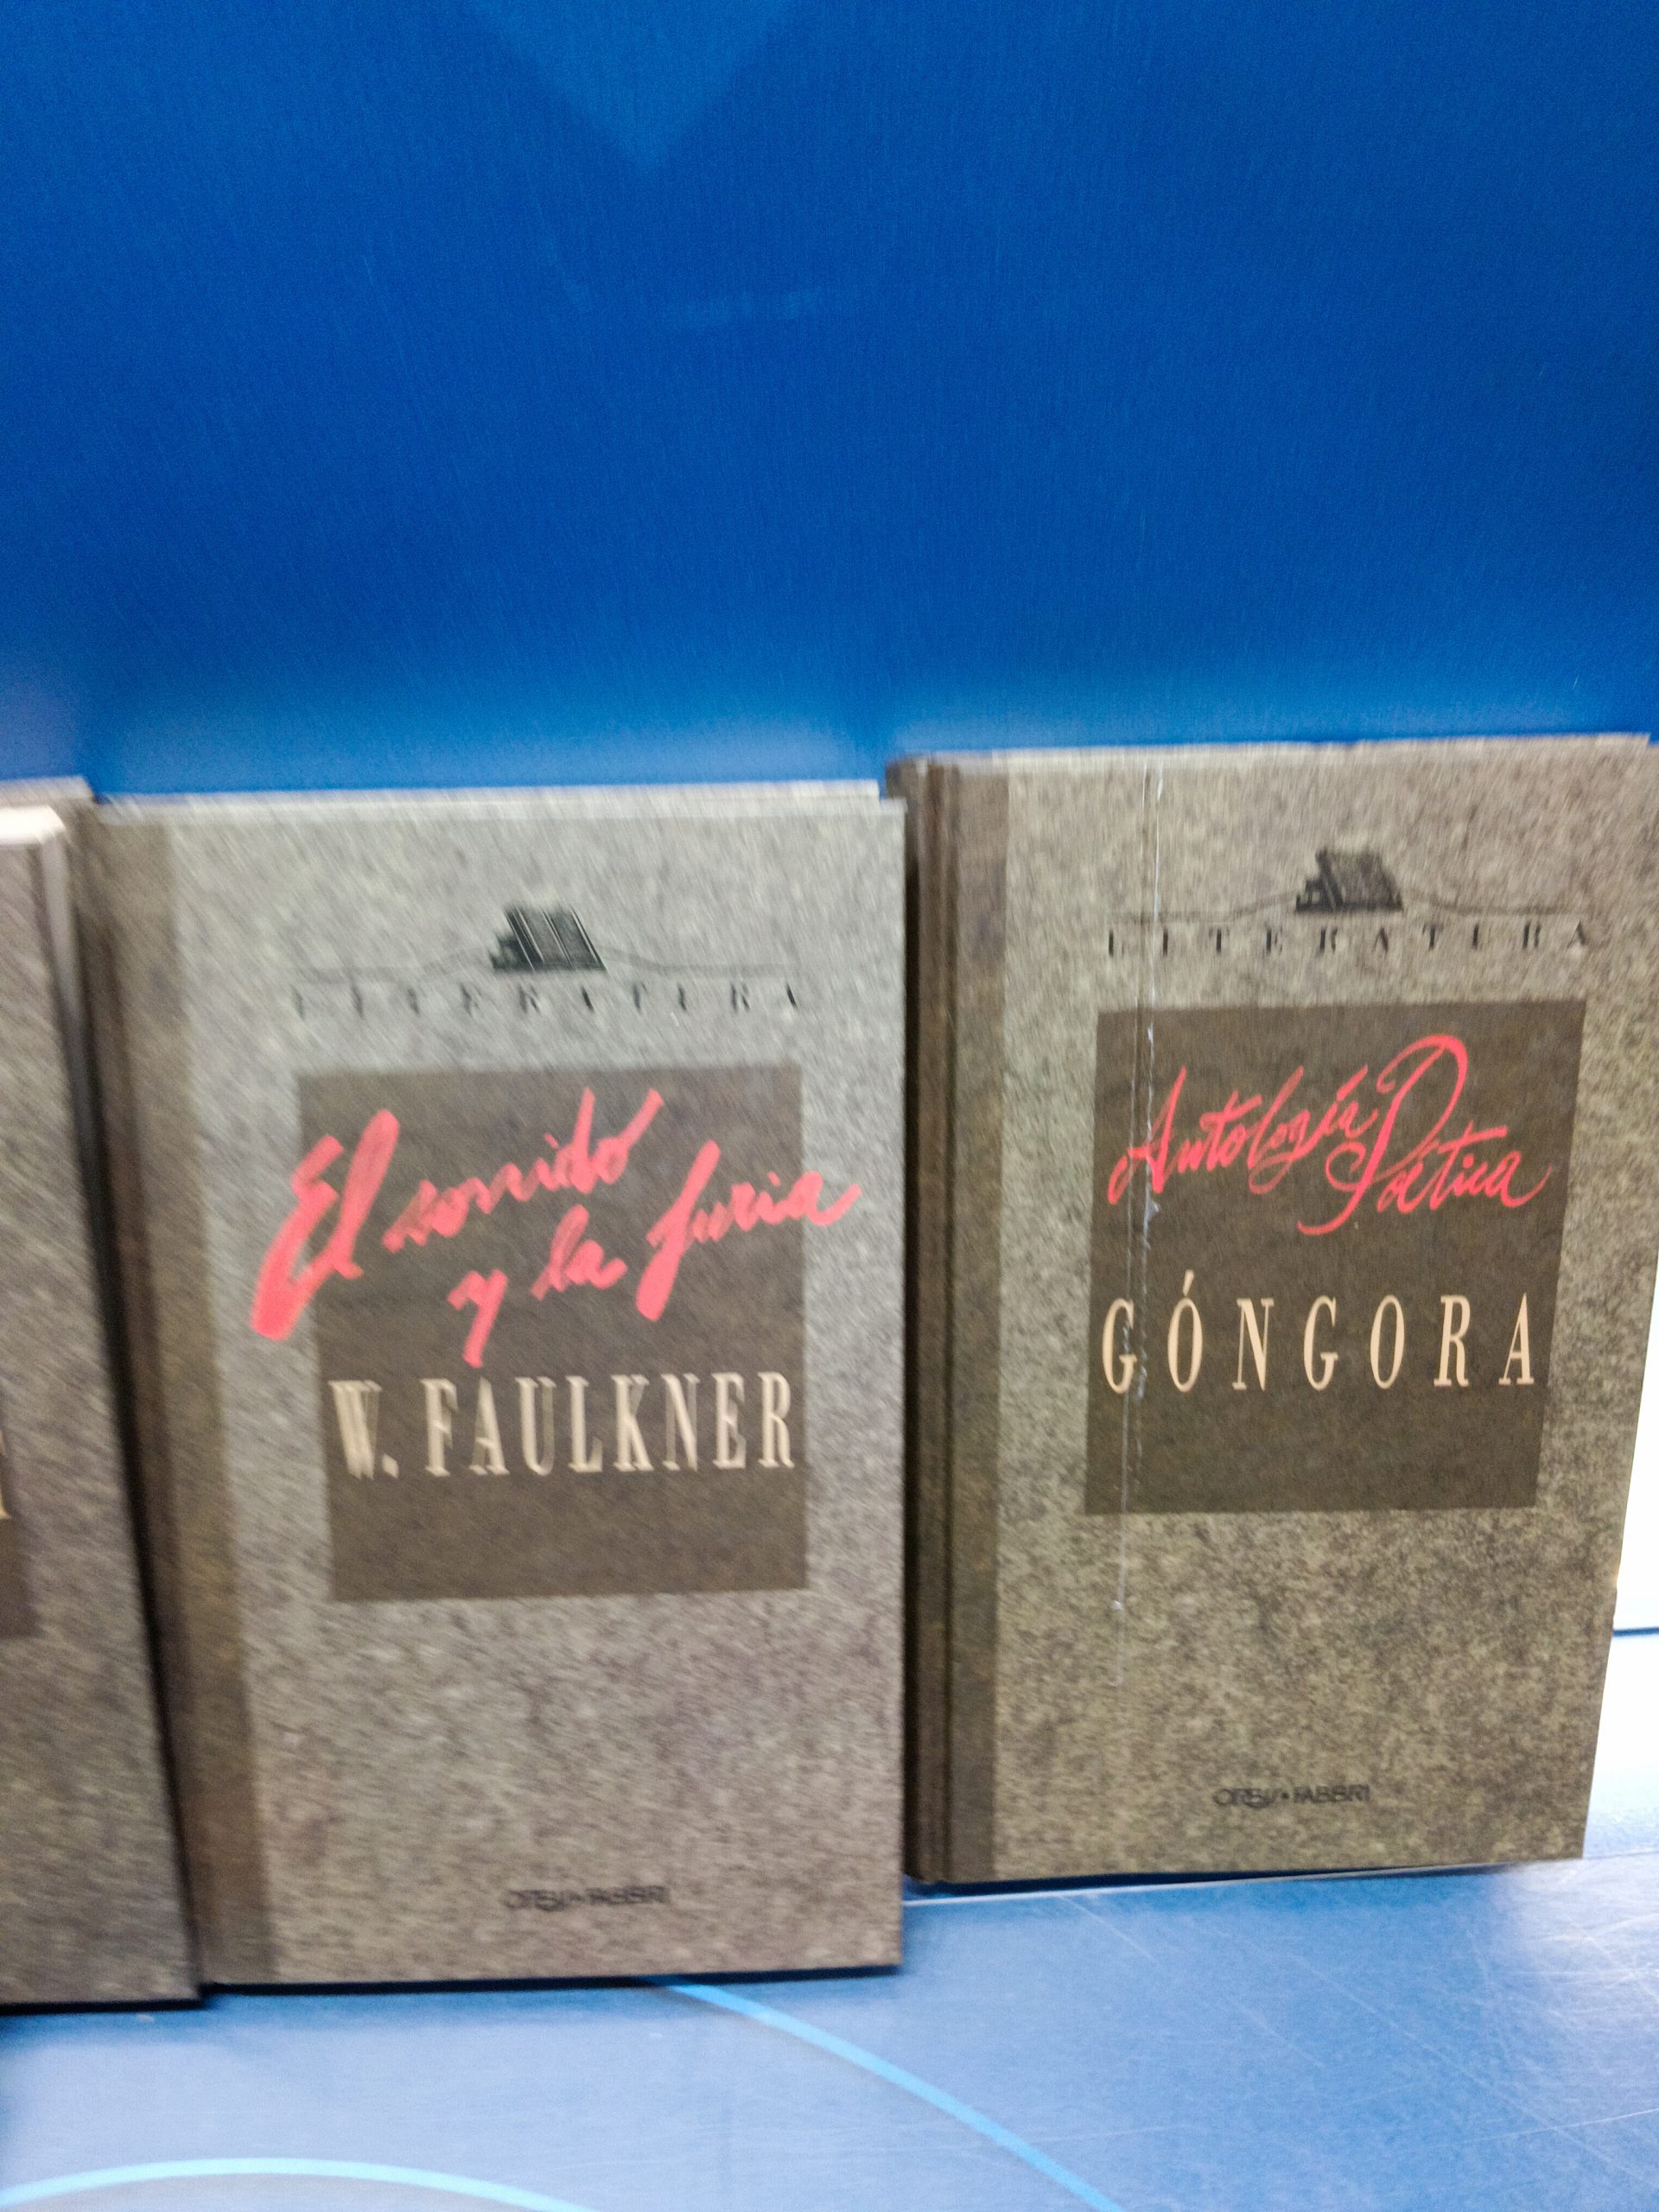 LITERATURA
El sonido
y la furia
W. FAULKNER
ORBIS • FABBRI
LITERATURA
Antología
Poética
GÓNGORA
ORBIS • FABBRI